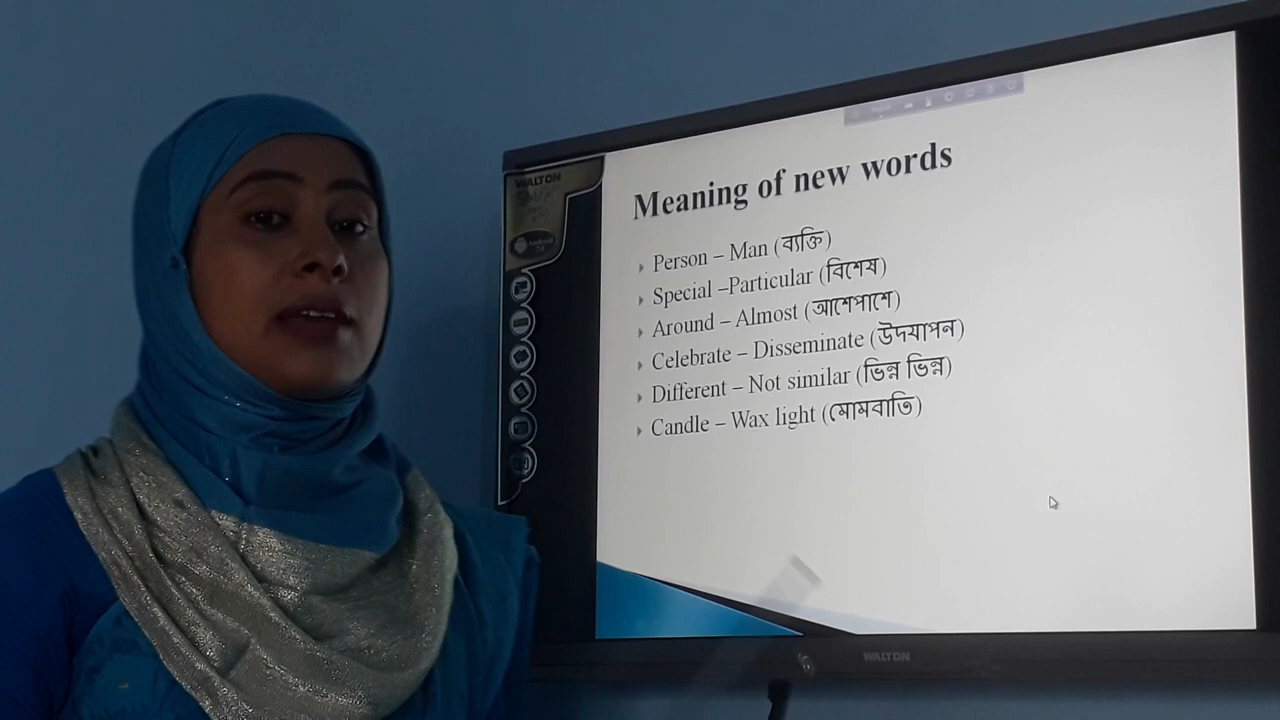 WALTON
Android
Meaning of new words
Person – Man (ব্যক্তি)
Special –Particular (বিশেষ)
Around – Almost (আশেপাশে)
Celebrate – Disseminate (উদযাপন)
Different – Not similar (ভিন্ন ভিন্ন)
Candle – Wax light (মোমবাতি)
WALTON